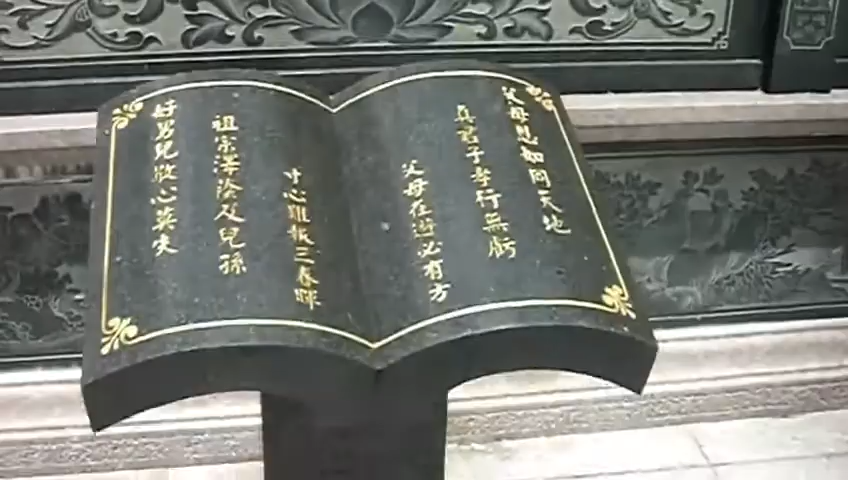 父母恩如同天地
真君子孝行無虧
父母在遊必有方
寸心難報三春暉
祖宗澤蔭及兒孫
好男兒敬心莫失